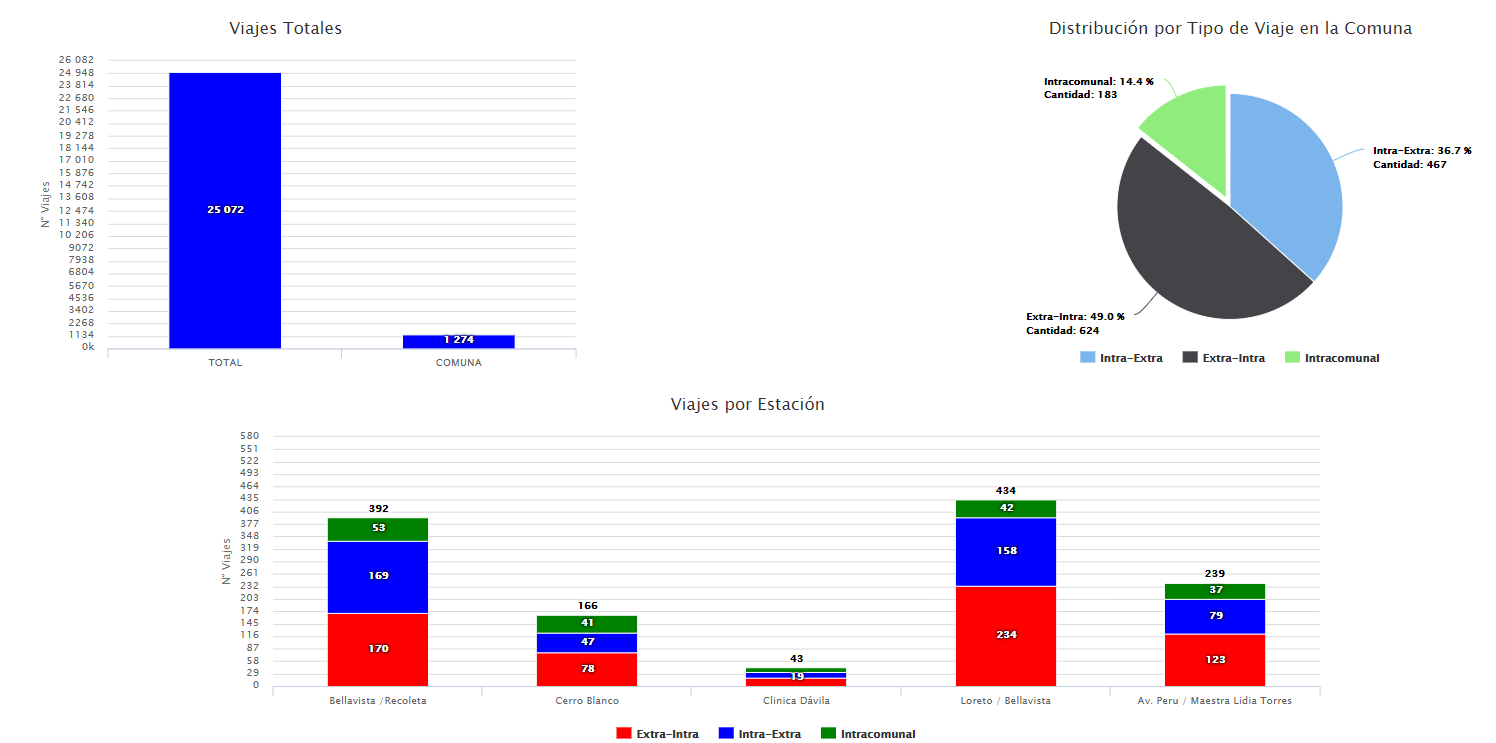 Viajes Totales
26 082
24 948
23 814
22 680
21 546
20 412
19 278
18 144
17 010
15 876
14 742
13 608
12 474
11 340
10 206
9072
7938
6804
5670
4536
3402
2268
1134
0k
N° Viajes
25 072
1 274
TOTAL
COMUNA
Distribución por Tipo de Viaje en la Comuna
Intracomunal: 14.4 %
Cantidad: 183
Intra-Extra: 36.7 %
Cantidad: 467
Extra-Intra: 49.0 %
Cantidad: 624
Intra-Extra
Extra-Intra
Intracomunal
Viajes por Estación
580
551
522
493
464
435
406
377
348
319
290
261
232
203
174
145
116
87
58
29
0
N° Viajes
392
53
169
170
166
41
47
78
43
19
434
42
158
234
239
37
79
123
Bellavista /Recoleta
Cerro Blanco
Clinica Dávila
Loreto / Bellavista
Av. Peru / Maestra Lidia Torres
Extra-Intra
Intra-Extra
Intracomunal